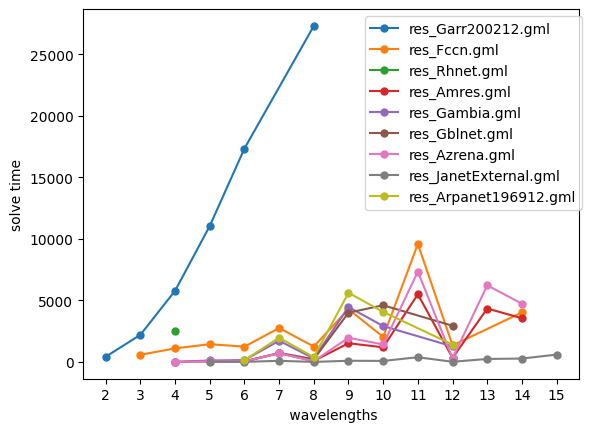 solve time
25000
20000
15000
10000
5000
0
2 3 4 5 6 7 8 9 10 11 12 13 14 15
wavelengths
res_Garr200212.gml
res_Fccn.gml
res_Rhnet.gml
res_Amres.gml
res_Gambia.gml
res_Gblnet.gml
res_Azrena.gml
res_JanetExternal.gml
res_Arpanet196912.gml